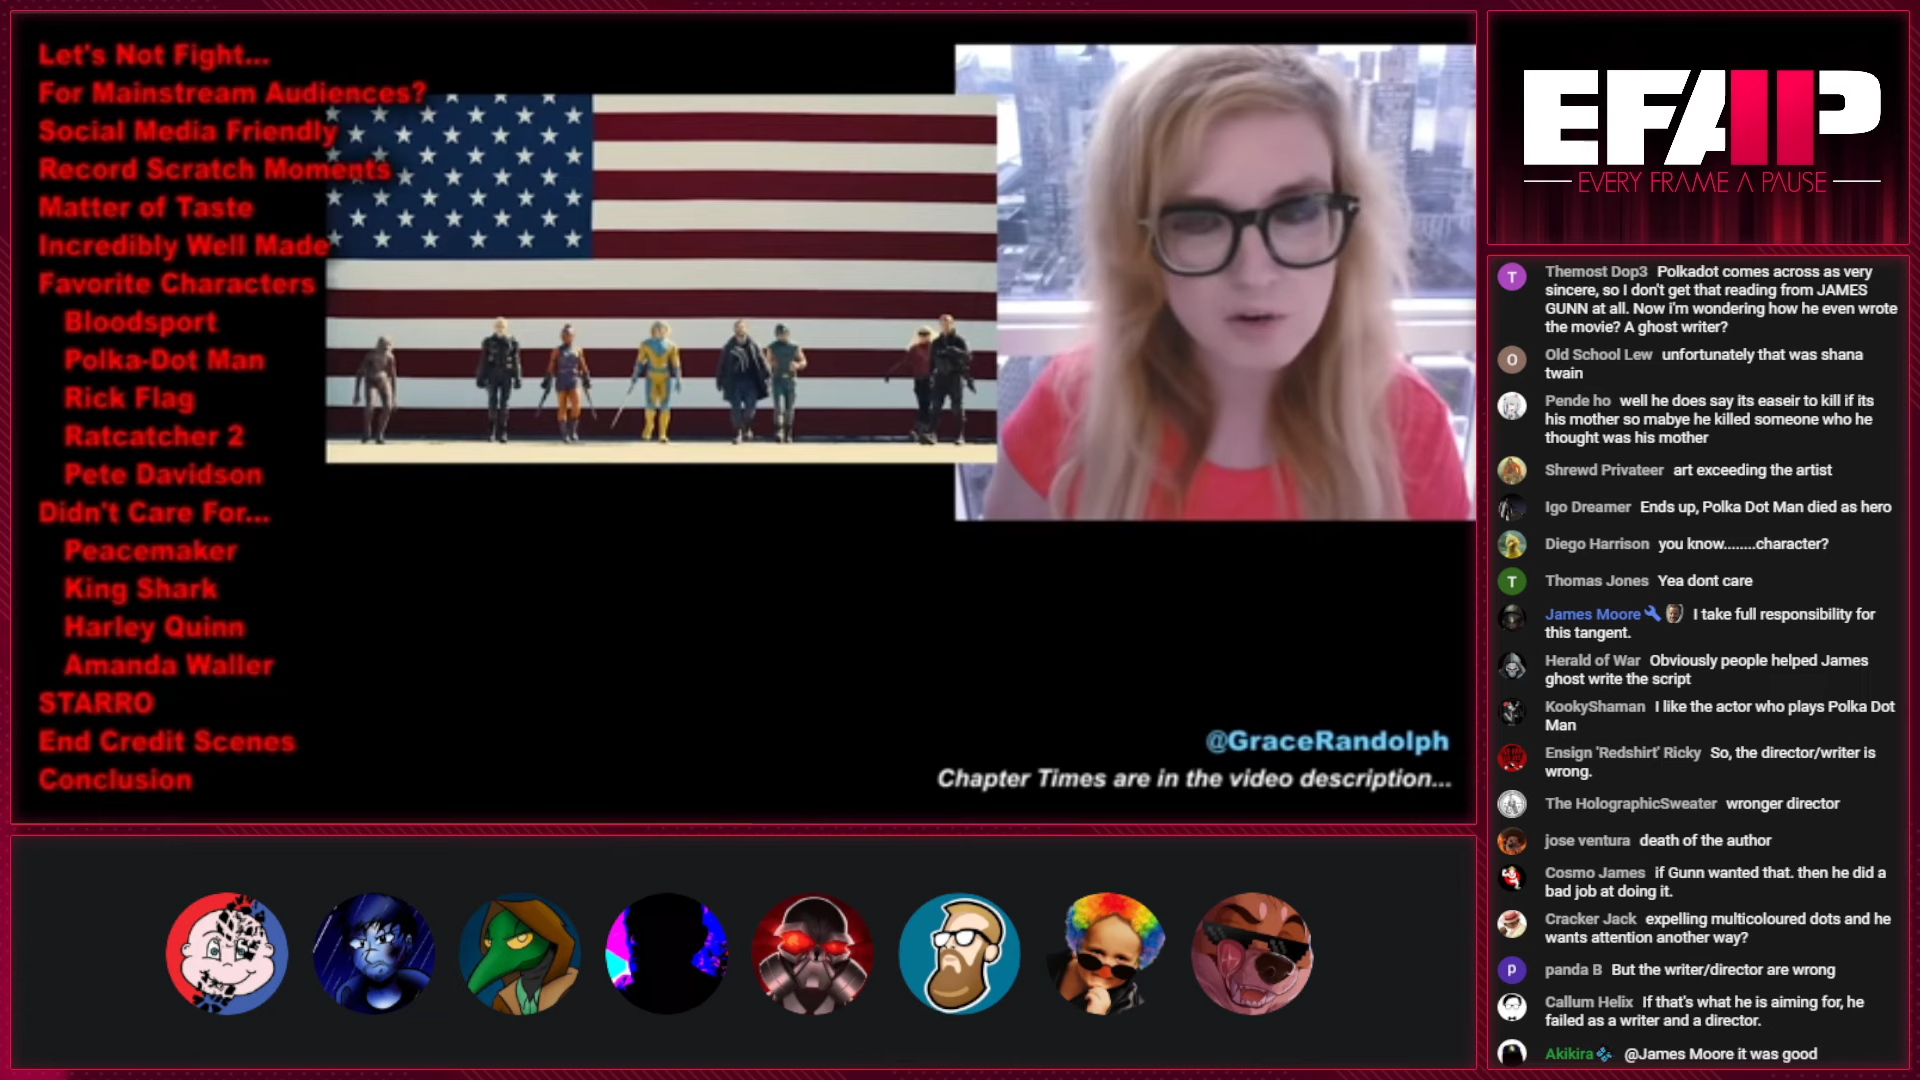 Let's Not Fight...
For Mainstream Audiences?
Social Media Friendly
Record Scratch Moments
Matter of Taste
Incredibly Well Made
Favorite Characters
Bloodsport
Polka-Dot Man
Rick Flag
Ratcatcher 2
Pete Davidson
Didn't Care For...
Peacemaker
King Shark
Harley Quinn
Amanda Waller
STARRO
End Credit Scenes
Conclusion
@GraceRandolph
Chapter Times are in the video description...
EFAP
EVERY FRAME A PAUSE
T
Themost Dop3 Polkadot comes across as very
sincere, so I don't get that reading from JAMES
GUNN at all. Now i'm wondering how he even wrote
the movie? A ghost writer?
O
Old School Lew unfortunately that was shana
twain
Pende ho well he does say its easeir to kill if its
his mother so mabye he killed someone who he
thought was his mother
Shrewd Privateer art exceeding the artist
Igo Dreamer Ends up, Polka Dot Man died as hero
Diego Harrison you know........character?
T
Thomas Jones Yea dont care
James Moore I take full responsibility for
this tangent.
Herald of War Obviously people helped James
ghost write the script
KookyShaman I like the actor who plays Polka Dot
Man
Ensign 'Redshirt' Ricky So, the director/writer is
wrong.
The HolographicSweater wronger director
jose ventura death of the author
Cosmo James if Gunn wanted that. then he did a
bad job at doing it.
Cracker Jack expelling multicoloured dots and he
wants attention another way?
P
panda B But the writer/director are wrong
Callum Helix If that's what he is aiming for, he
failed as a writer and a director.
Akikira @James Moore it was good